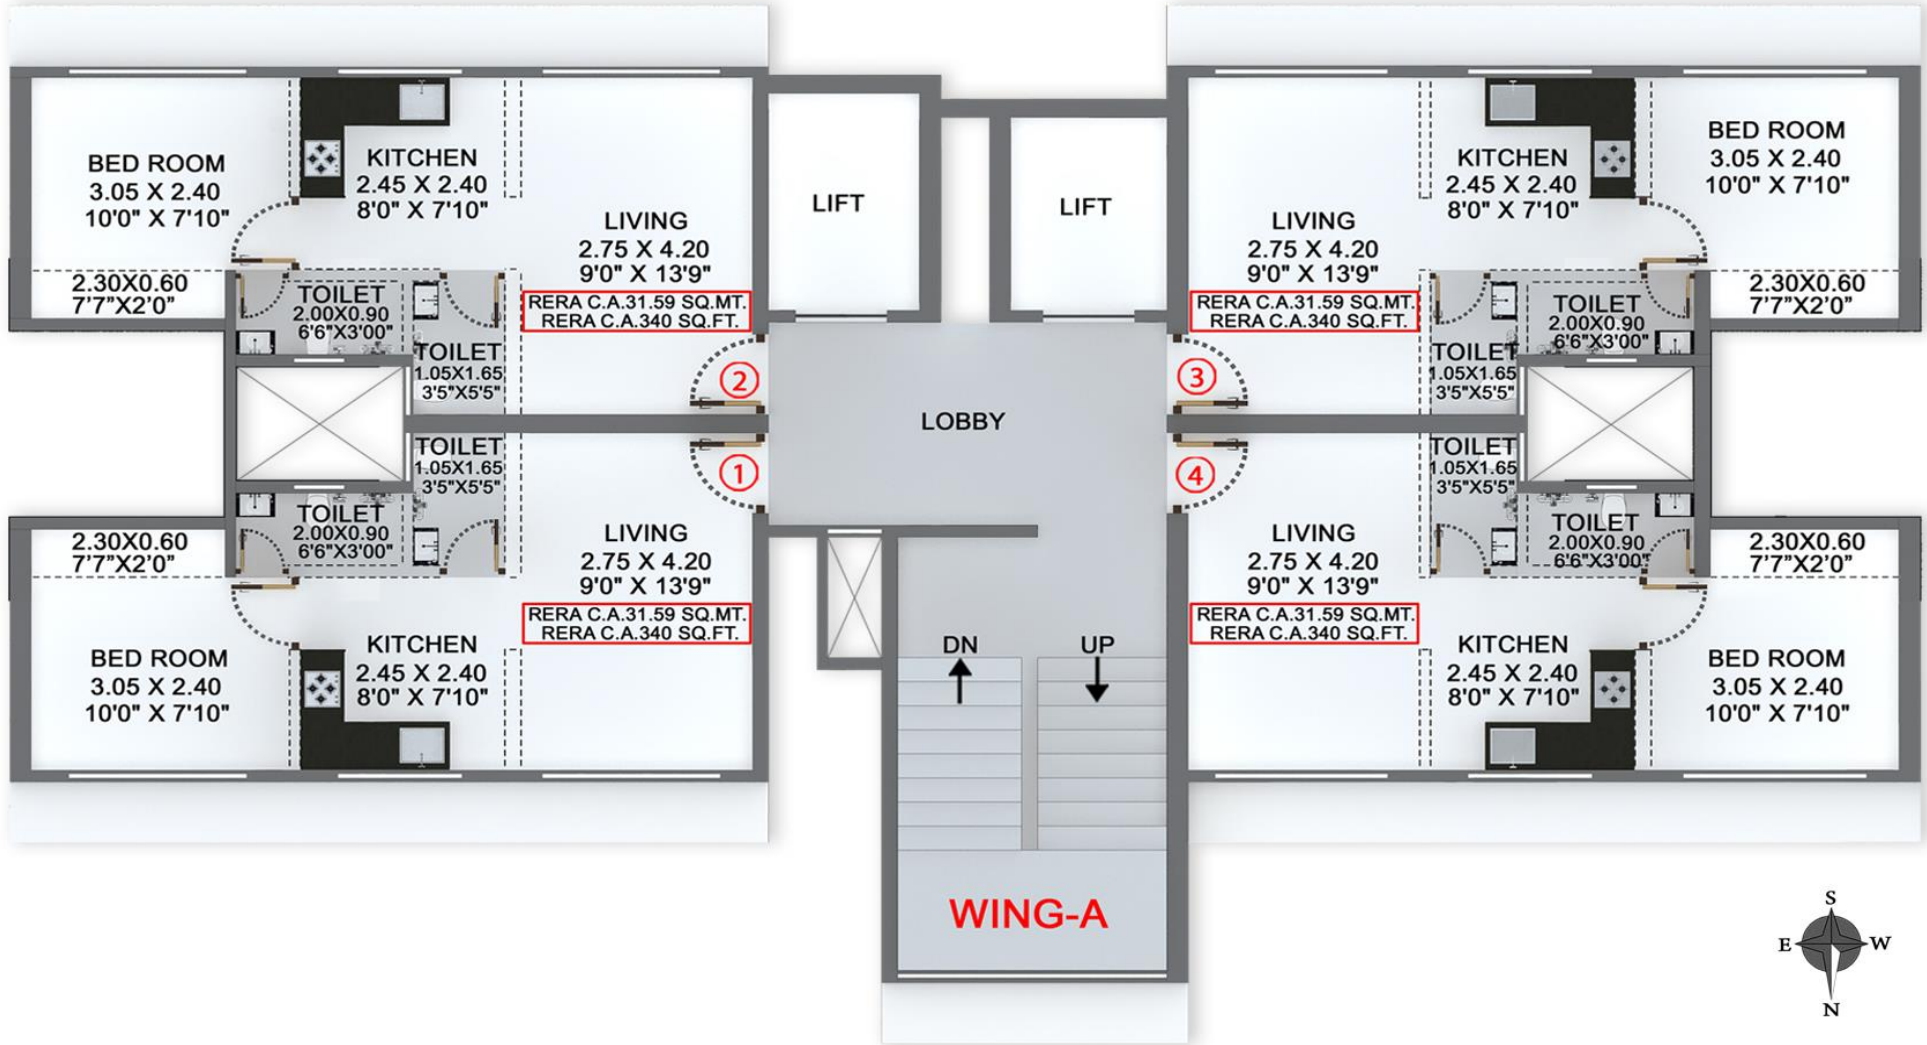 BED ROOM
3.05 X 2.40
10'0" X 7'10"
2.30X0.60
7'7"X2'0"
KITCHEN
2.45 X 2.40
8'0" X 7'10"
LIVING
2.75 X 4.20
9'0" X 13'9"
RERA C.A.31.59 SQ.MT.
RERA C.A.340 SQ.FT.
TOILET
2.00X0.90
6'6"X3'00"
TOILET
1.05X1.65
3'5"X5'5"
2
LIFT
LIFT
LIVING
2.75 X 4.20
9'0" X 13'9"
RERA C.A.31.59 SQ.MT.
RERA C.A.340 SQ.FT.
KITCHEN
2.45 X 2.40
8'0" X 7'10"
BED ROOM
3.05 X 2.40
10'0" X 7'10"
2.30X0.60
7'7"X2'0"
TOILET
2.00X0.90
6'6"X3'00"
TOILET
1.05X1.65
3'5"X5'5"
3
LOBBY
TOILET
1.05X1.65
3'5"X5'5"
TOILET
2.00X0.90
6'6"X3'00"
1
2.30X0.60
7'7"X2'0"
LIVING
2.75 X 4.20
9'0" X 13'9"
RERA C.A.31.59 SQ.MT.
RERA C.A.340 SQ.FT.
KITCHEN
2.45 X 2.40
8'0" X 7'10"
BED ROOM
3.05 X 2.40
10'0" X 7'10"
4
TOILET
1.05X1.65
3'5"X5'5"
TOILET
2.00X0.90
6'6"X3'00"
2.30X0.60
7'7"X2'0"
LIVING
2.75 X 4.20
9'0" X 13'9"
RERA C.A.31.59 SQ.MT.
RERA C.A.340 SQ.FT.
KITCHEN
2.45 X 2.40
8'0" X 7'10"
BED ROOM
3.05 X 2.40
10'0" X 7'10"
DN
UP
WING-A
S
E
W
N